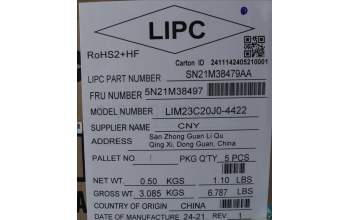 LIPC
RoHS2+HF
Carton ID 2411142405210001
LIPC PART NUMBER SN21M38479AA
FRU NUMBER 5N21M38497
MODEL NUMBER LIM23C20J0-4422
SUPPLIER NAME CNY
ADDRESS San Zhong Guan Li Qu
Qing Xi, Dong Guan, China
PALLET NO / PKG Q'TY 5 PCS
NET WT. 0.50 KGS 1.10 LBS
GROSS WT. 3.085 KGS 6.787 LBS
COUNTRY OF ORIGIN CHINA
DATE OF MANUFACTURE 24-21 REV. 1